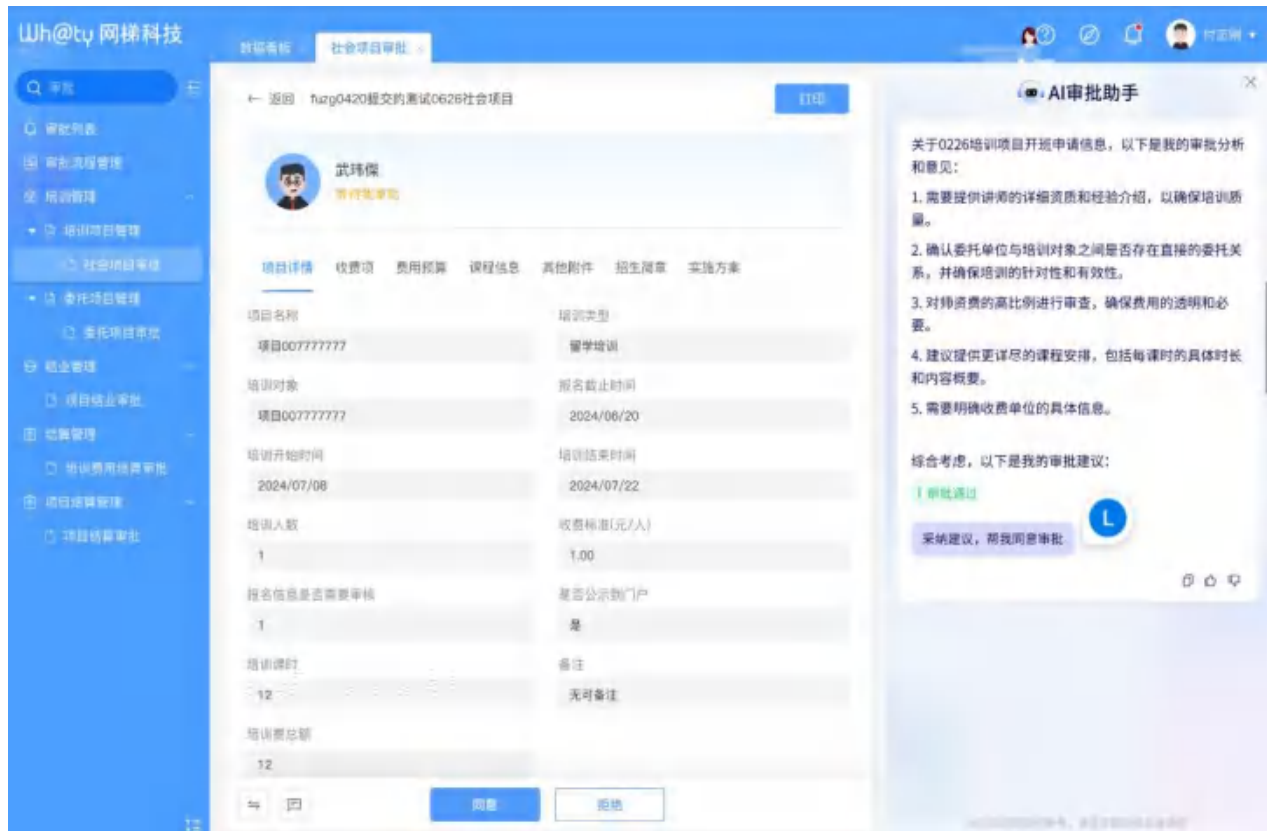 Wh@ty 网梯科技
数据看板
社会项目审批
审批
审批列表
审批流程管理
培训管理
培训项目管理
社会项目审批
委托项目管理
委托项目审批
结业管理
项目结业审批
结算管理
培训费用结算审批
项目结算管理
项目结算审批
← 返回 fuzg0420提交的测试0626社会项目
打印
武玮傑
项目详情 收费项 费用预算 课程信息 其他附件 招生简章 实施方案
项目名称 培训类型
项目007777777 留学培训
培训对象 报名截止时间
项目007777777 2024/06/20
培训开始时间 培训结束时间
2024/07/08 2024/07/22
培训人数 收费标准(元/人)
1 1.00
报名信息是否需要审核 是否公示到门户
1 是
培训课时 备注
12 无可备注
培训费总额
12
同意 拒绝
AI审批助手
关于0226培训项目开班申请信息，以下是我的审批分析
和意见：
1. 需要提供讲师的详细资质和经验介绍，以确保培训质
量。
2. 确认委托单位与培训对象之间是否存在直接的委托关
系，并确保培训的针对性和有效性。
3. 对师资费的高比例进行审查，确保费用的透明和必
要。
4. 建议提供更详尽的课程安排，包括每课时的具体时长
和内容概要。
5. 需要明确收费单位的具体信息。
综合考虑，以下是我的审批建议：
审批通过
L
采纳建议，帮我同意审批